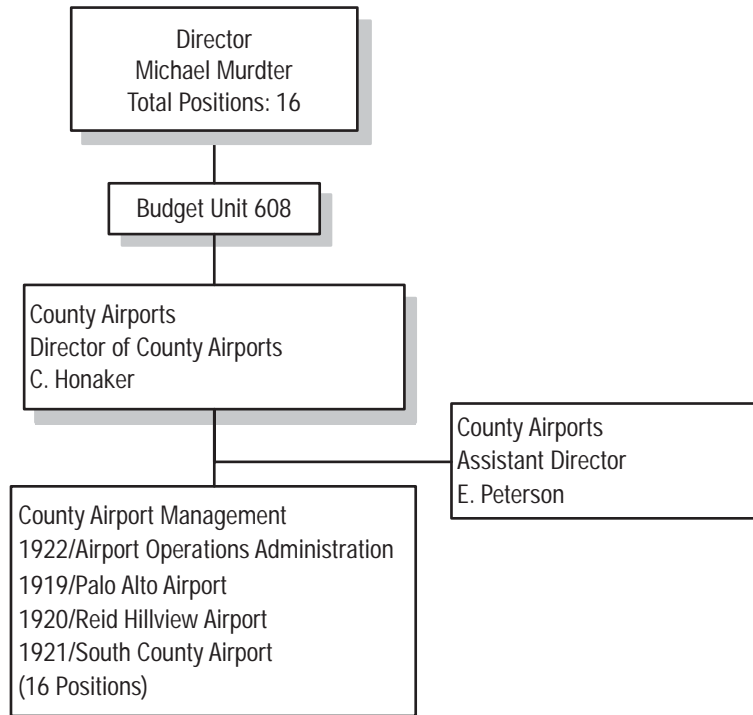 Director
Michael Murdter
Total Positions: 16
Budget Unit 608
County Airports
Director of County Airports
C. Honaker
County Airports
Assistant Director
E. Peterson
County Airport Management
1922/Airport Operations Administration
1919/Palo Alto Airport
1920/Reid Hillview Airport
1921/South County Airport
(16 Positions)